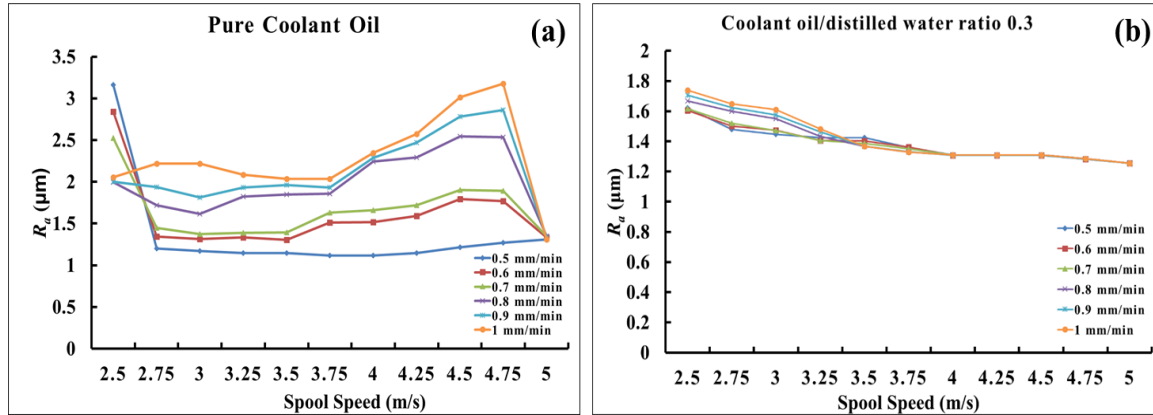 Pure Coolant Oil
(a)
3.5
3
2.5
2
1.5
1
0.5
0
R_a (μm)
0.5 mm/min
0.6 mm/min
0.7 mm/min
0.8 mm/min
0.9 mm/min
1 mm/min
2.5 2.75 3 3.25 3.5 3.75 4 4.25 4.5 4.75 5
Spool Speed (m/s)
Coolant oil/distilled water ratio 0.3
(b)
2
1.8
1.6
1.4
1.2
1
0.8
0.6
0.4
0.2
0
R_a (μm)
0.5 mm/min
0.6 mm/min
0.7 mm/min
0.8 mm/min
0.9 mm/min
1 mm/min
2.5 2.75 3 3.25 3.5 3.75 4 4.25 4.5 4.75 5
Spool Speed (m/s)